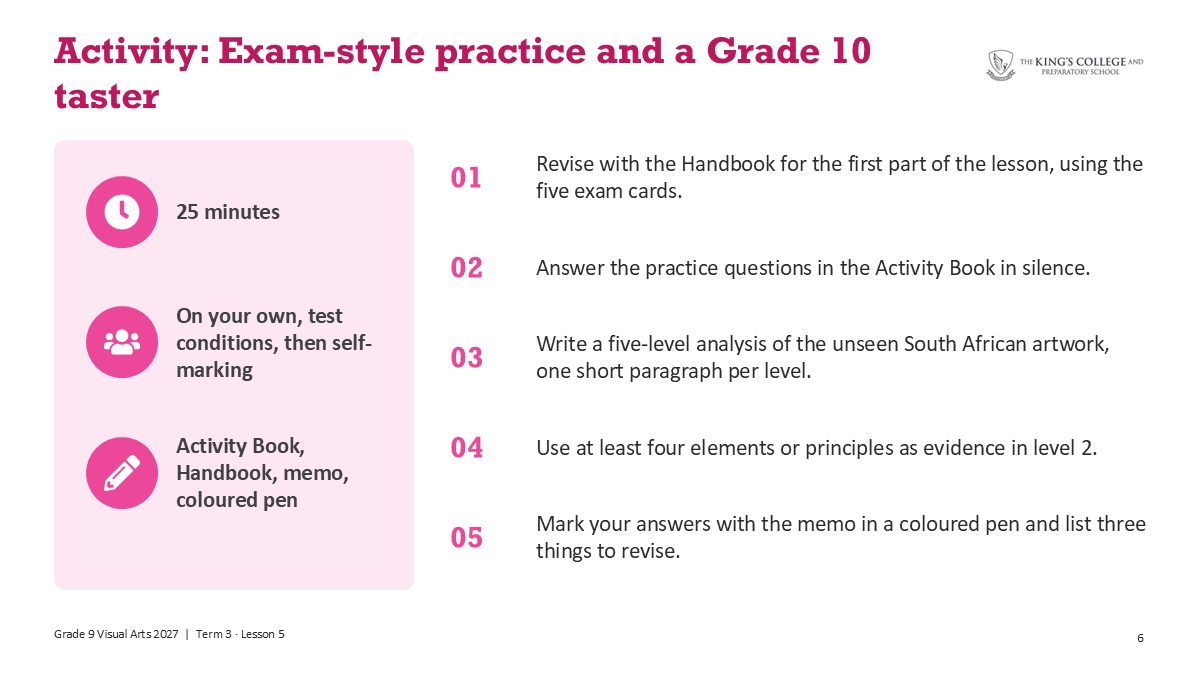 Activity: Exam-style practice and a Grade 10
taster
THE KING'S COLLEGE AND
PREPARATORY SCHOOL
25 minutes
On your own, test
conditions, then self-
marking
Activity Book,
Handbook, memo,
coloured pen
01
Revise with the Handbook for the first part of the lesson, using the
five exam cards.
02
Answer the practice questions in the Activity Book in silence.
03
Write a five-level analysis of the unseen South African artwork,
one short paragraph per level.
04
Use at least four elements or principles as evidence in level 2.
05
Mark your answers with the memo in a coloured pen and list three
things to revise.
Grade 9 Visual Arts 2027 | Term 3 · Lesson 5
6